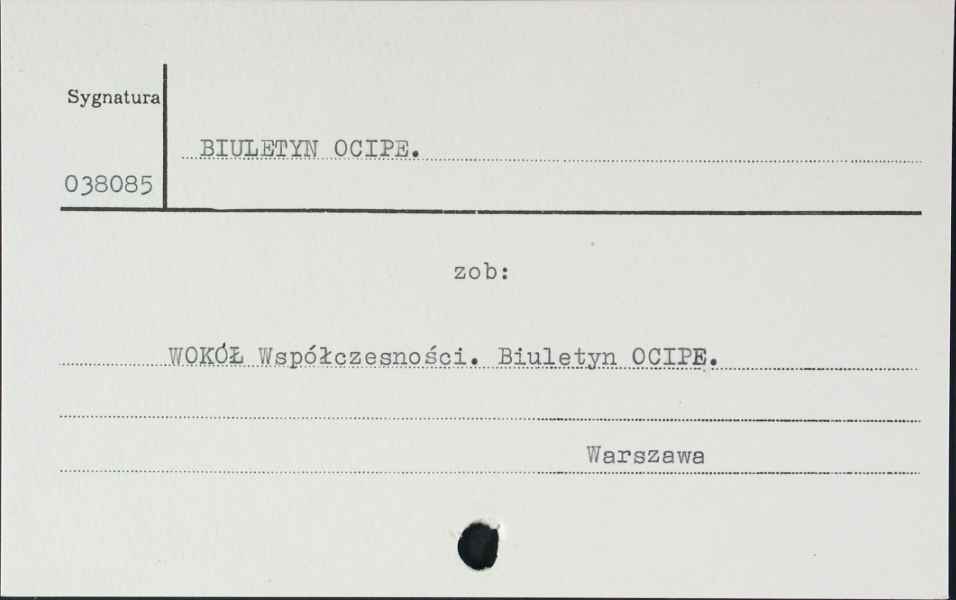 Sygnatura
BIULETYN OCIPE.
038085
zob:
WOKÓŁ Współczesności. Biuletyn OCIPE.
Warszawa